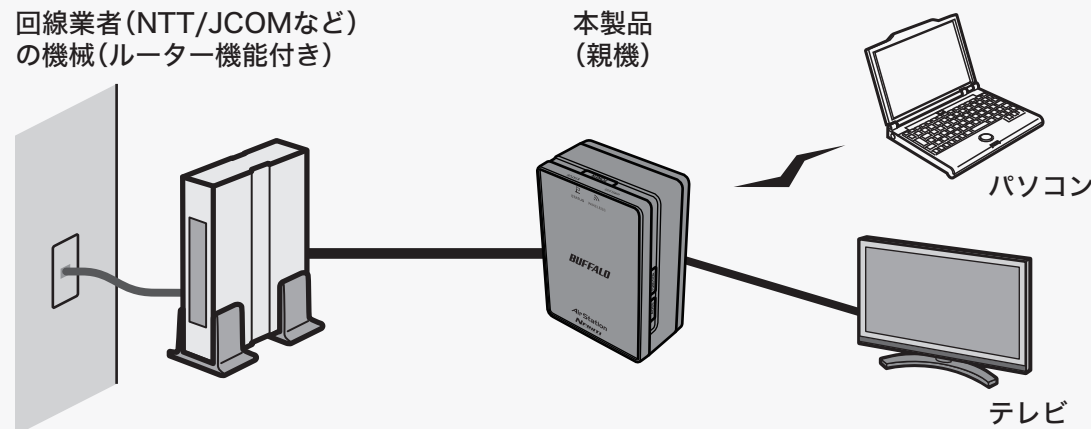 回線業者（NTT/JCOMなど）
の機械（ルーター機能付き）
本製品
（親機）
パソコン
BUFFALO
AirStation
テレビ